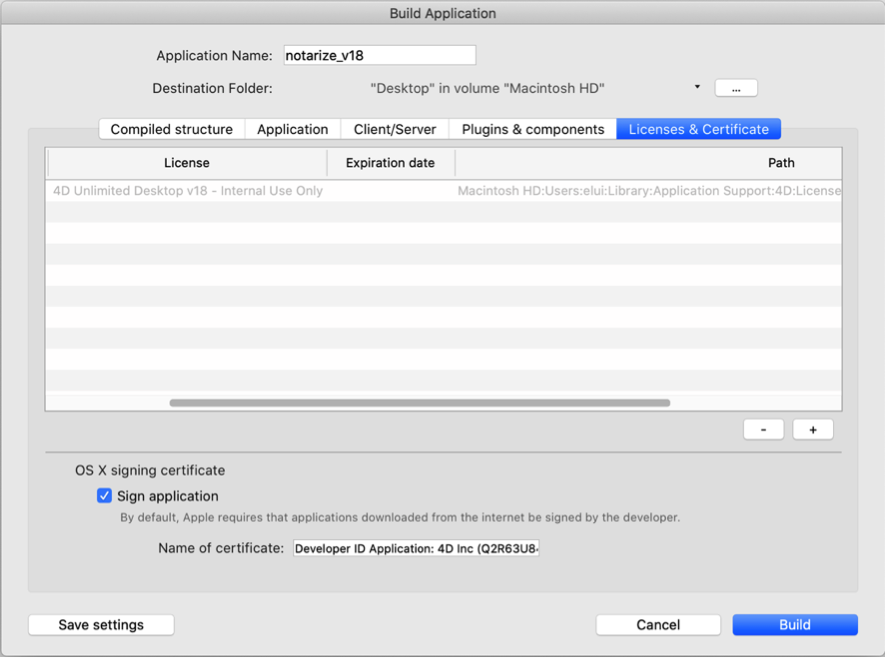 Build Application
Application Name: notarize_v18
Destination Folder: "Desktop" in volume "Macintosh HD" ...
Compiled structure Application Client/Server Plugins & components Licenses & Certificate
License Expiration date Path
4D Unlimited Desktop v18 - Internal Use Only Macintosh HD:Users:elui:Library:Application Support:4D:License
- +
OS X signing certificate
Sign application
By default, Apple requires that applications downloaded from the internet be signed by the developer.
Name of certificate: Developer ID Application: 4D Inc (Q2R63U8
Save settings Cancel Build